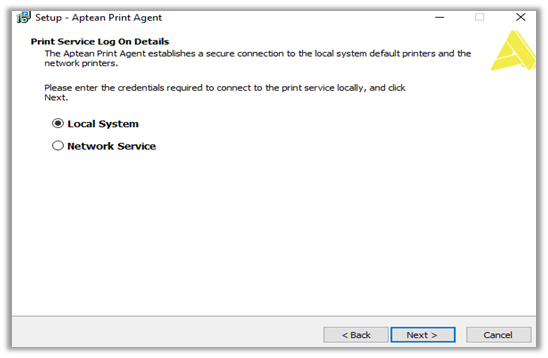 Setup - Aptean Print Agent
Print Service Log On Details
The Aptean Print Agent establishes a secure connection to the local system default printers and the
network printers.
Please enter the credentials required to connect to the print service locally, and click
Next.
Local System
Network Service
< Back
Next >
Cancel